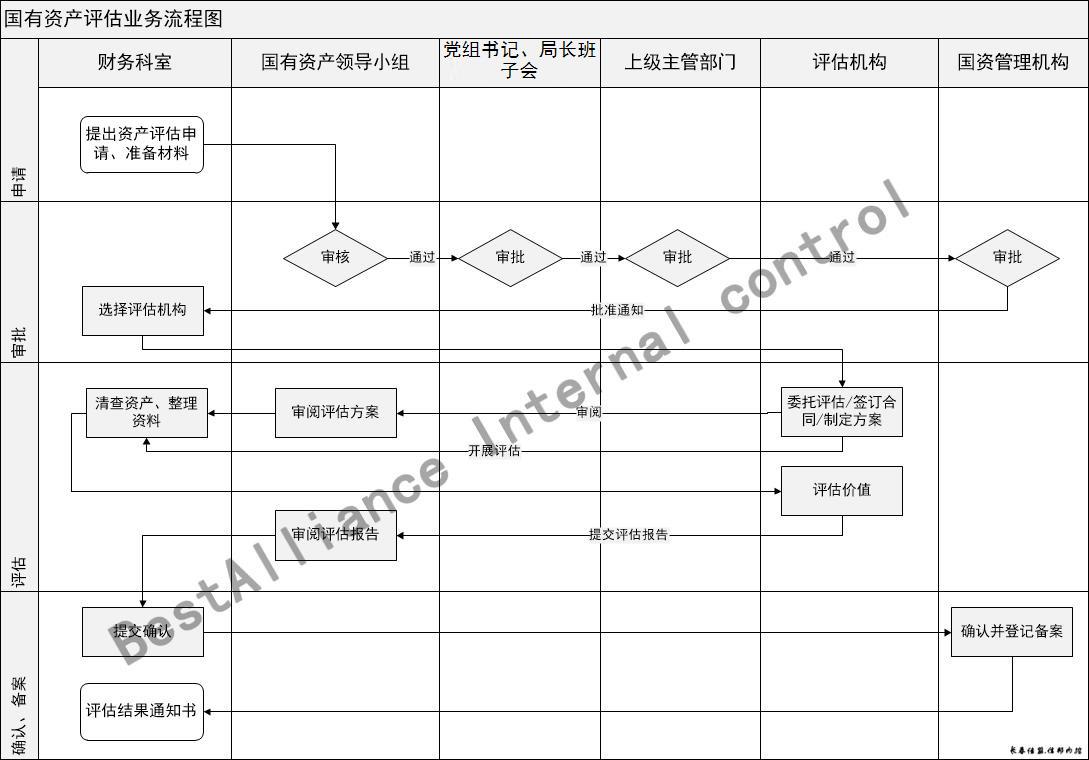 国有资产评估业务流程图
财务科室
国有资产领导小组
党组书记、局长班
子会
上级主管部门
评估机构
国资管理机构
申请
提出资产评估申
请、准备材料
审批
审核
通过
审批
通过
审批
通过
审批
选择评估机构
批准通知
评估
清查资产、整理
资料
审阅评估方案
审阅
委托评估/签订合
同/制定方案
开展评估
评估价值
审阅评估报告
提交评估报告
确认、备案
提交确认
确认并登记备案
评估结果通知书
BestAlliance Internal control